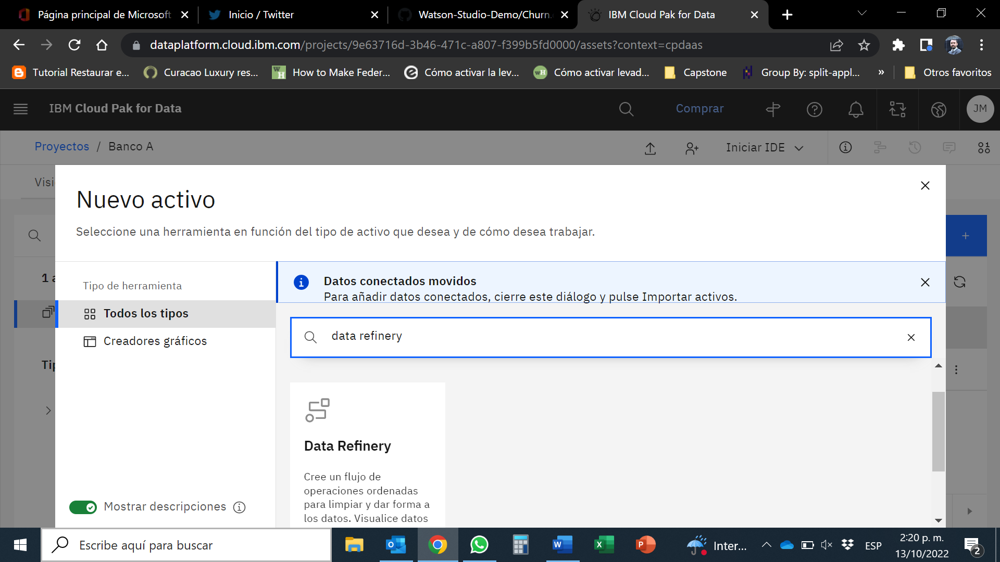 Página principal de Microsoft
Inicio / Twitter
Watson-Studio-Demo/Churn.
IBM Cloud Pak for Data
dataplatform.cloud.ibm.com/projects/9e63716d-3b46-471c-a807-f399b5fd0000/assets?context=cpdaas
Tutorial Restaurar e...
Curacao Luxury res...
How to Make Feder...
Cómo activar la lev...
Cómo activar levad...
Capstone
Group By: split-appl...
»
Otros favoritos
IBM Cloud Pak for Data
Comprar
JM
Proyectos / Banco A
Iniciar IDE
Visi
Nuevo activo
Seleccione una herramienta en función del tipo de activo que desea y de cómo desea trabajar.
1 a
Tipo de herramienta
Todos los tipos
Creadores gráficos
Tip
Datos conectados movidos
Para añadir datos conectados, cierre este diálogo y pulse Importar activos.
data refinery
Data Refinery
Cree un flujo de
operaciones ordenadas
para limpiar y dar forma a
los datos. Visualice datos
Mostrar descripciones
Escribe aquí para buscar
Inter...
ESP
2:20 p. m.
13/10/2022
2